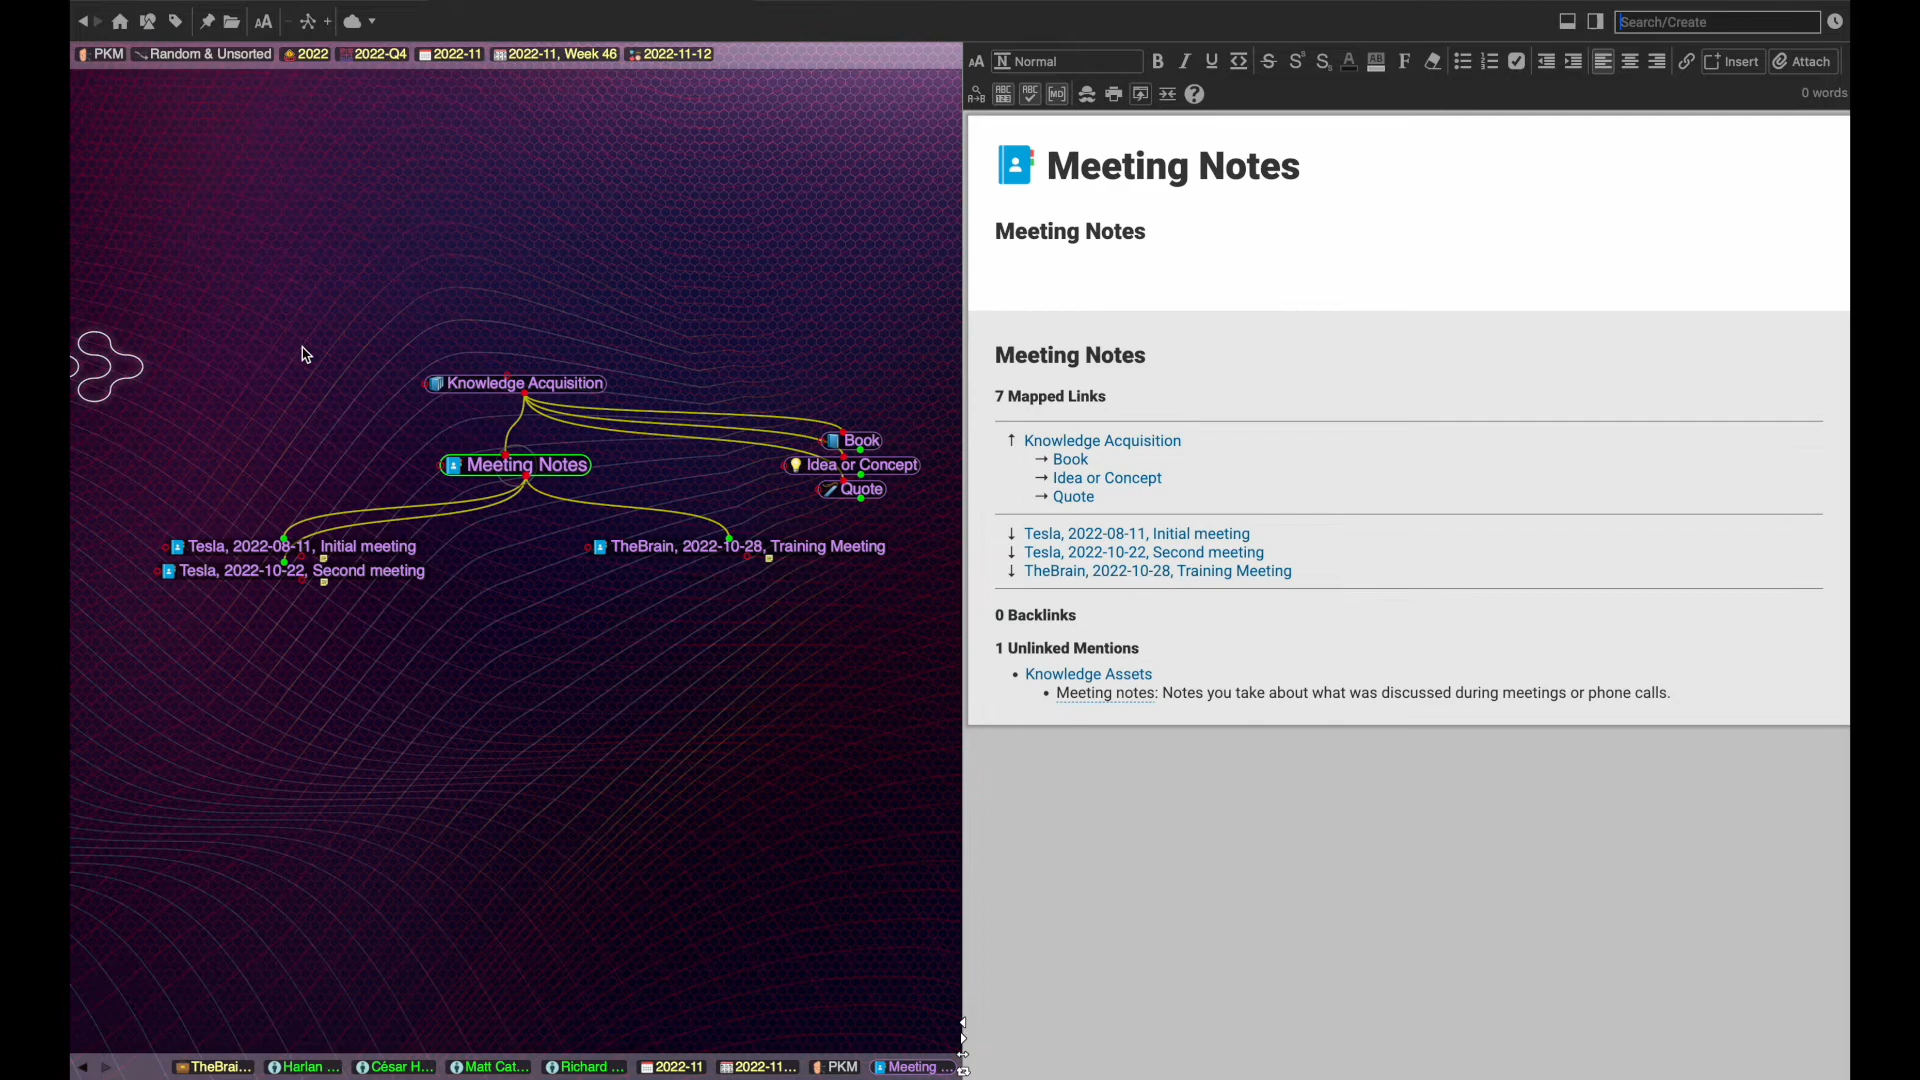 Search/Create
PKM
Random & Unsorted
2022
2022-Q4
2022-11
2022-11, Week 46
2022-11-12
Normal
Insert
Attach
0 words
Knowledge Acquisition
Book
Meeting Notes
Idea or Concept
Quote
Tesla, 2022-08-11, Initial meeting
TheBrain, 2022-10-28, Training Meeting
Tesla, 2022-10-22, Second meeting
Meeting Notes
Meeting Notes
Meeting Notes
7 Mapped Links
↑ Knowledge Acquisition
→ Book
→ Idea or Concept
→ Quote
↓ Tesla, 2022-08-11, Initial meeting
↓ Tesla, 2022-10-22, Second meeting
↓ TheBrain, 2022-10-28, Training Meeting
0 Backlinks
1 Unlinked Mentions
• Knowledge Assets
• Meeting notes: Notes you take about what was discussed during meetings or phone calls.
TheBrai...
Harlan ...
César H...
Matt Cat...
Richard ...
2022-11
2022-11...
PKM
Meeting ...